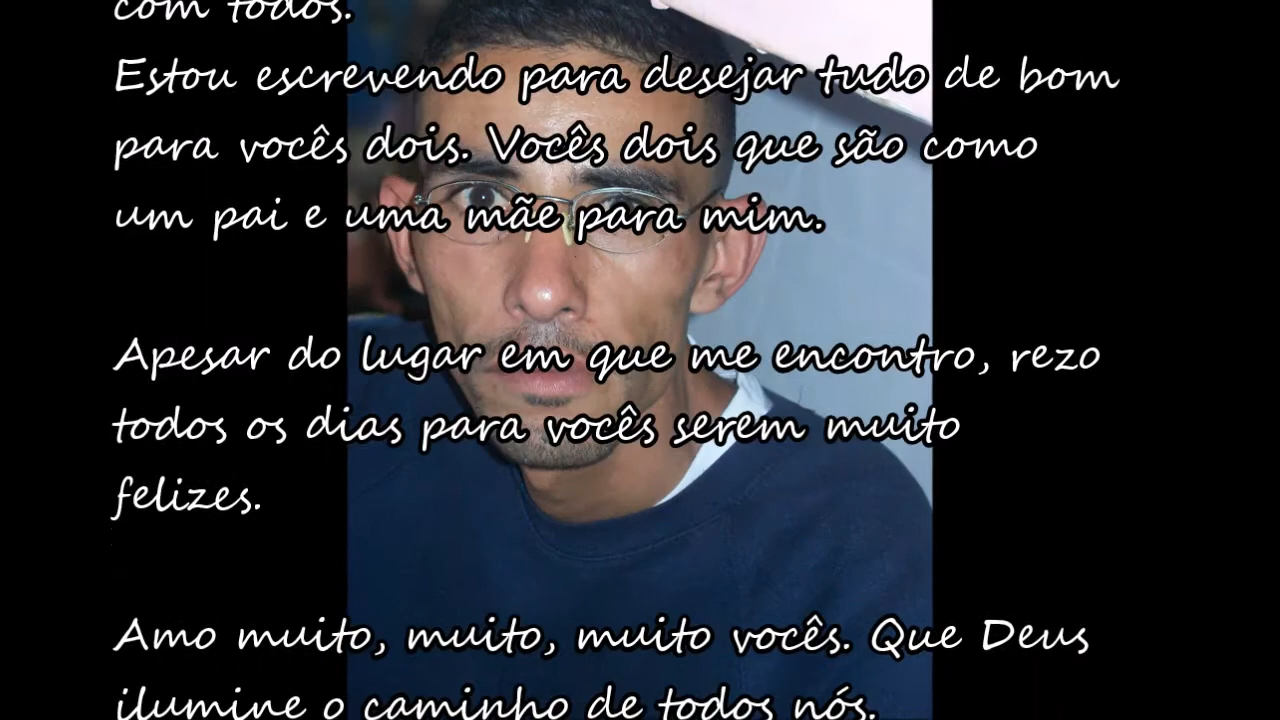 com todos.
Estou escrevendo para desejar tudo de bom
para vocês dois. Vocês dois que são como
um pai e uma mãe para mim.
Apesar do lugar em que me encontro, rezo
todos os dias para vocês serem muito
felizes.
Amo muito, muito, muito vocês. Que Deus
ilumine o caminho de todos nós.